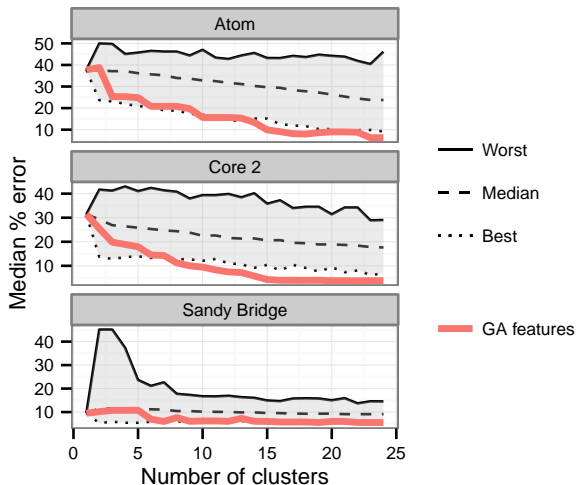 Atom
50
40
30
20
10
Core 2
40
30
20
10
Sandy Bridge
40
30
20
10
0 5 10 15 20 25
Number of clusters
Median % error
Worst
Median
Best
GA features